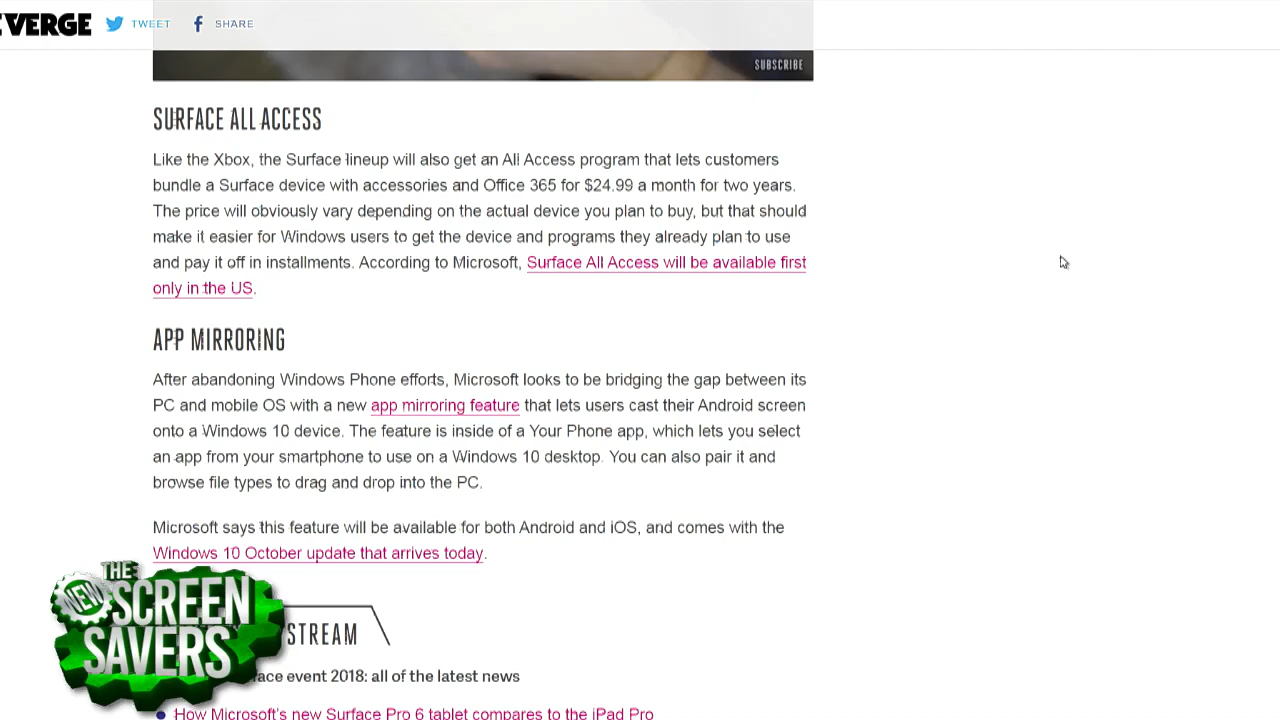 VERGE TWEET SHARE
SUBSCRIBE
SURFACE ALL ACCESS
Like the Xbox, the Surface lineup will also get an All Access program that lets customers
bundle a Surface device with accessories and Office 365 for $24.99 a month for two years.
The price will obviously vary depending on the actual device you plan to buy, but that should
make it easier for Windows users to get the device and programs they already plan to use
and pay it off in installments. According to Microsoft, Surface All Access will be available first
only in the US.
APP MIRRORING
After abandoning Windows Phone efforts, Microsoft looks to be bridging the gap between its
PC and mobile OS with a new app mirroring feature that lets users cast their Android screen
onto a Windows 10 device. The feature is inside of a Your Phone app, which lets you select
an app from your smartphone to use on a Windows 10 desktop. You can also pair it and
browse file types to drag and drop into the PC.
Microsoft says this feature will be available for both Android and iOS, and comes with the
Windows 10 October update that arrives today.
THE
NEW SCREEN
SAVERS
STREAM
ace event 2018: all of the latest news
How Microsoft's new Surface Pro 6 tablet compares to the iPad Pro